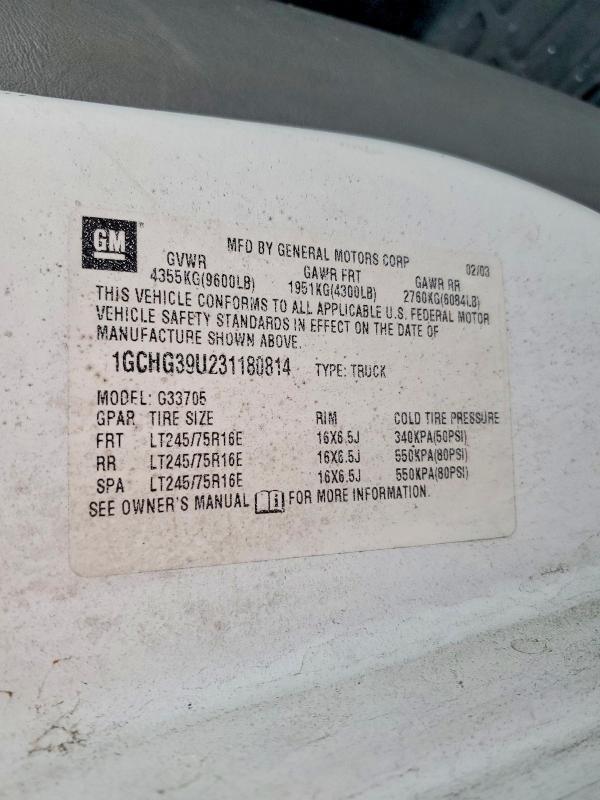 GM
MFD BY GENERAL MOTORS CORP 02/03
GVWR GAWR FRT GAWR RR
4355KG(9600LB) 1951KG(4300LB) 2760KG(6084LB)
THIS VEHICLE CONFORMS TO ALL APPLICABLE U.S. FEDERAL MOTOR
VEHICLE SAFETY STANDARDS IN EFFECT ON THE DATE OF
MANUFACTURE SHOWN ABOVE.
1GCHG39U231180814 TYPE: TRUCK
MODEL: G33705
GPAR TIRE SIZE RIM COLD TIRE PRESSURE
FRT LT245/75R16E 16X6.5J 340KPA(50PSI)
RR LT245/75R16E 16X6.5J 550KPA(80PSI)
SPA LT245/75R16E 16X6.5J 550KPA(80PSI)
SEE OWNER'S MANUAL i FOR MORE INFORMATION.